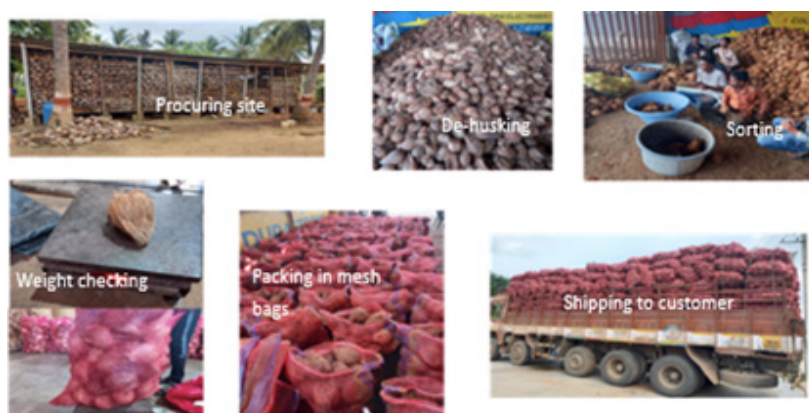 Procuring site
De-husking
Sorting
Weight checking
Packing in mesh
bags
Shipping to customer